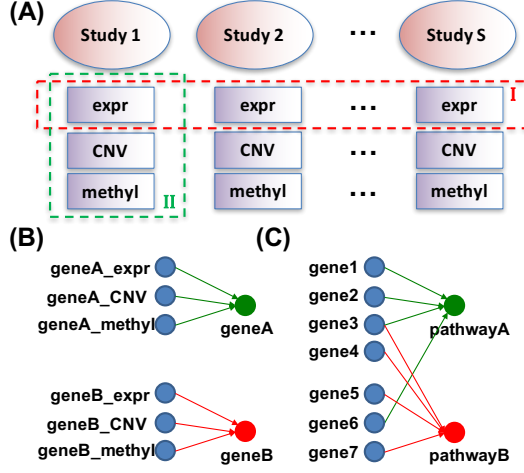 (A)
Study 1 Study 2 ... Study S
expr expr ... expr I
CNV CNV ... CNV
methyl methyl ... methyl
II
(B) (C)
geneA_expr
geneA_CNV
geneA_methyl
geneA
geneB_expr
geneB_CNV
geneB_methyl
geneB
gene1
gene2
gene3
gene4
gene5
gene6
gene7
pathwayA
pathwayB